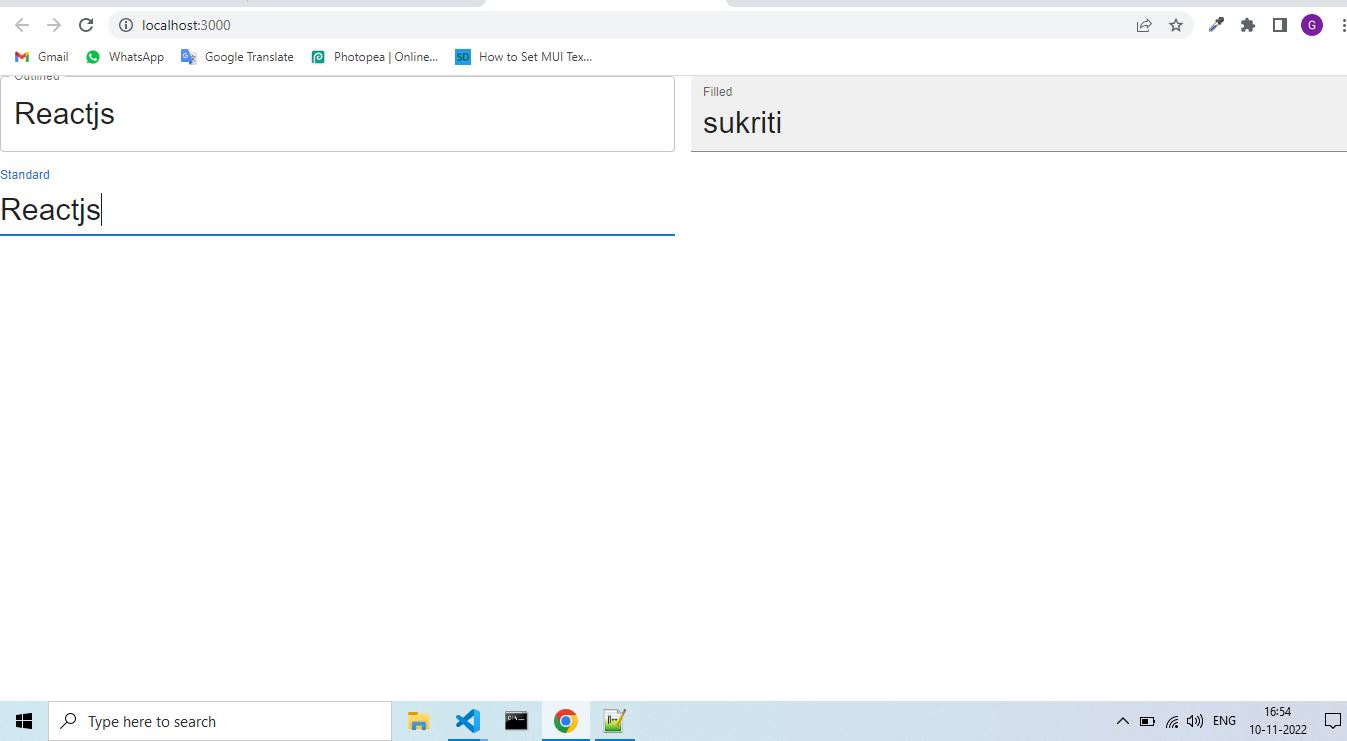 localhost:3000
G
Gmail WhatsApp Google Translate Photopea | Online... SD How to Set MUI Tex...
Outlined
Reactjs
Filled
sukriti
Standard
Reactjs
Type here to search
ENG
16:54
10-11-2022